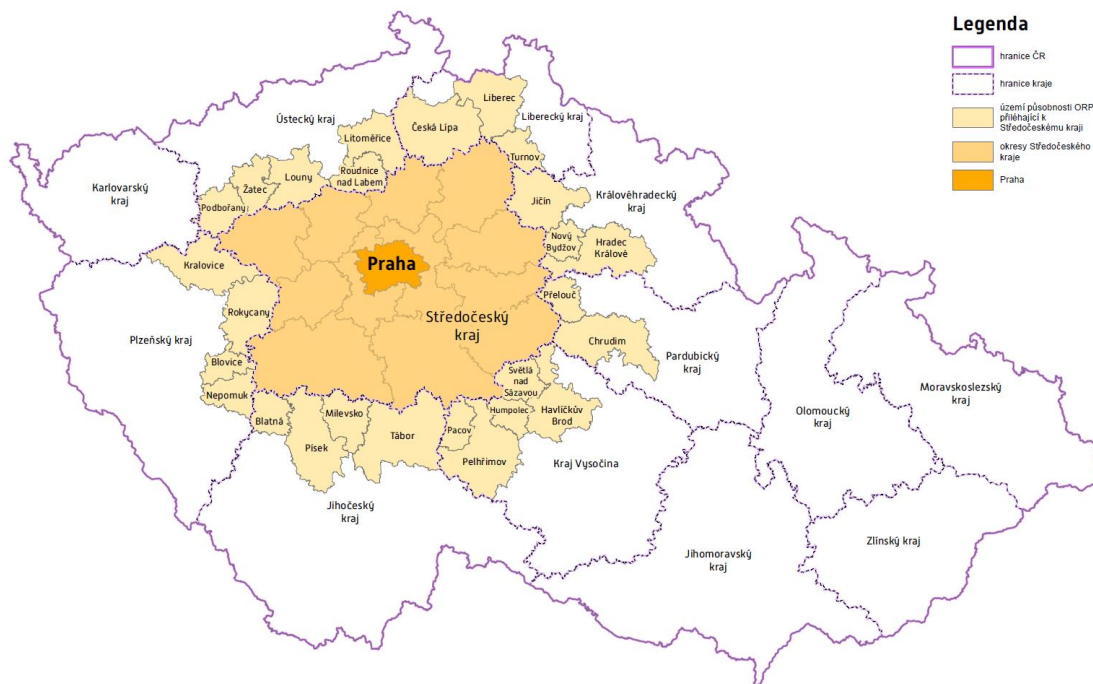 Legenda
hranice ČR
hranice kraje
území působnosti ORP
přiléhající k
Středočeskému kraji
okresy Středočeského
kraje
Praha
Liberec
Česká Lípa
Liberecký kraj
Ústecký kraj
Litoměřice
Turnov
Roudnice
nad Labem
Louny
Žatec
Karlovarský
kraj
Podbořany
Jičín
Královéhradecký
kraj
Nový
Bydžov
Hradec
Králové
Kralovice
Praha
Přelouč
Rokycany
Středočeský
kraj
Plzeňský kraj
Chrudim
Pardubický
kraj
Blovice
Nepomuk
Světlá
nad
Sázavou
Moravskoslezský
kraj
Olomoucký
kraj
Blatná
Milevsko
Humpolec
Havlíčkův
Brod
Písek
Tábor
Pacov
Pelhřimov
Kraj Vysočina
Jihočeský
kraj
Jihomoravský
kraj
Zlínský kraj